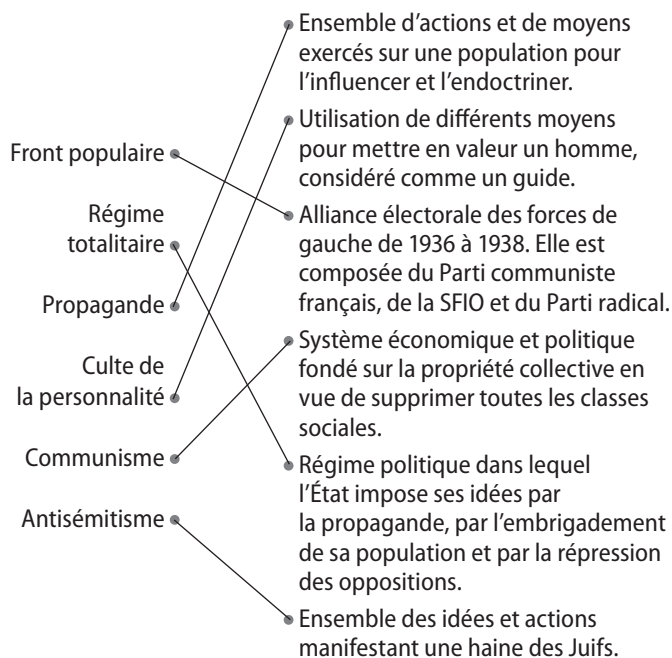 Front populaire
Régime
totalitaire
Propagande
Culte de
la personnalité
Communisme
Antisémitisme
Ensemble d’actions et de moyens
exercés sur une population pour
l’influencer et l’endoctriner.
Utilisation de différents moyens
pour mettre en valeur un homme,
considéré comme un guide.
Alliance électorale des forces de
gauche de 1936 à 1938. Elle est
composée du Parti communiste
français, de la SFIO et du Parti radical.
Système économique et politique
fondé sur la propriété collective en
vue de supprimer toutes les classes
sociales.
Régime politique dans lequel
l’État impose ses idées par
la propagande, par l’embrigadement
de sa population et par la répression
des oppositions.
Ensemble des idées et actions
manifestant une haine des Juifs.